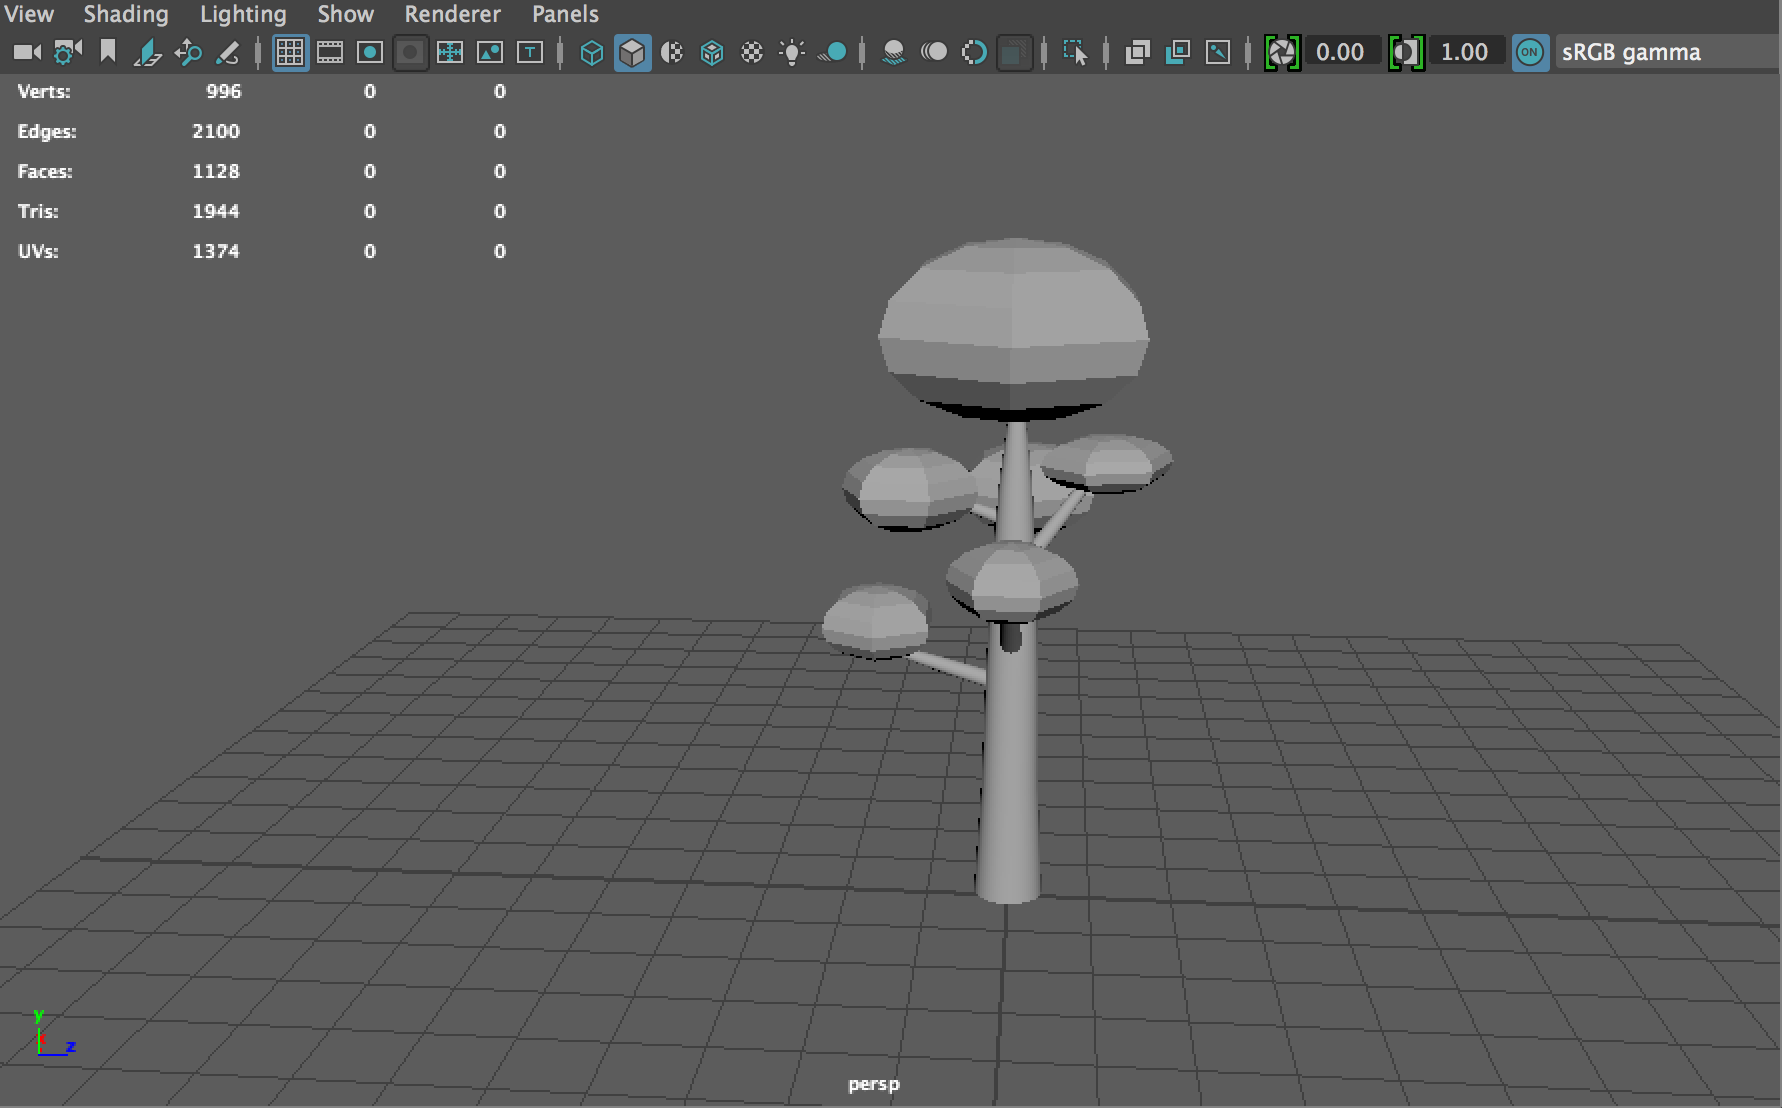 View Shading Lighting Show Renderer Panels
T 0.00 1.00 ON sRGB gamma
Verts: 996 0 0
Edges: 2100 0 0
Faces: 1128 0 0
Tris: 1944 0 0
UVs: 1374 0 0
y
x
z
persp